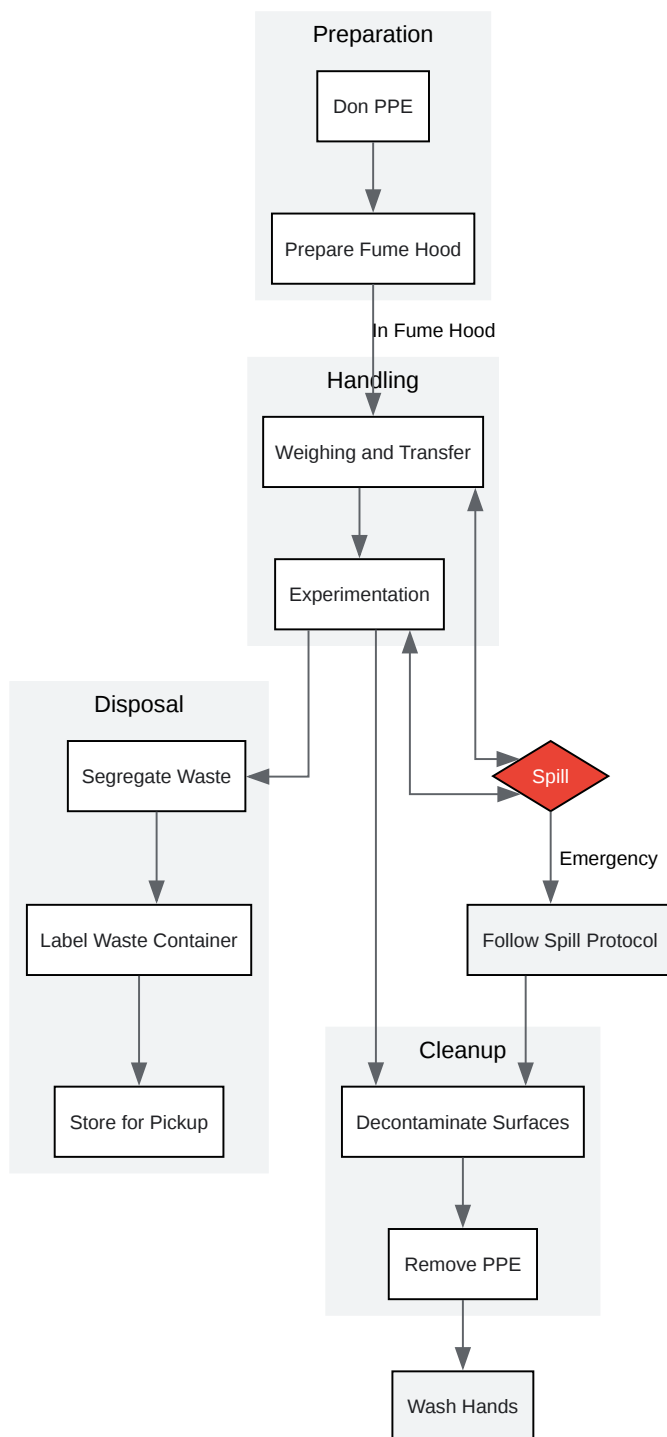 Preparation
Don PPE
Prepare Fume Hood
In Fume Hood
Handling
Weighing and Transfer
Experimentation
Disposal
Segregate Waste
Spill
Emergency
Label Waste Container
Follow Spill Protocol
Cleanup
Store for Pickup
Decontaminate Surfaces
Remove PPE
Wash Hands